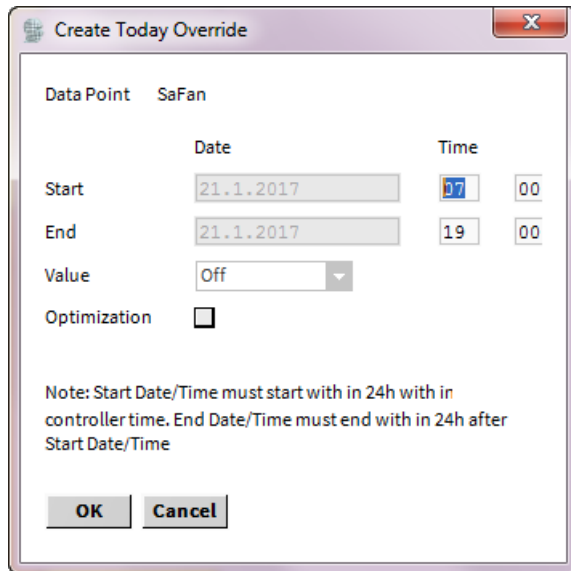 Create Today Override
Data Point SaFan
Date Time
Start 21.1.2017 07 00
End 21.1.2017 19 00
Value Off
Optimization
Note: Start Date/Time must start with in 24h with in
controller time. End Date/Time must end with in 24h after
Start Date/Time
OK Cancel